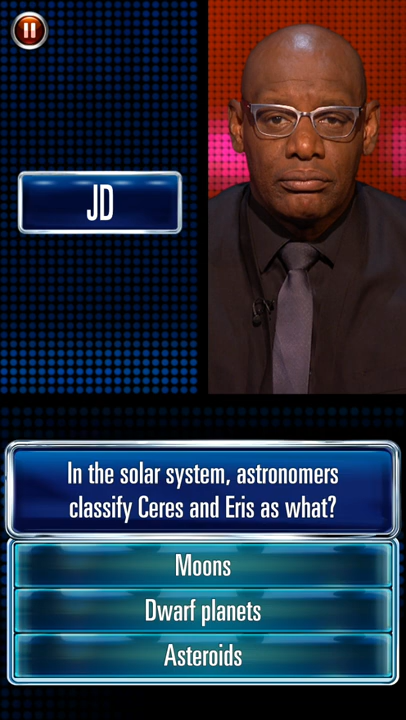 JD
In the solar system, astronomers
classify Ceres and Eris as what?
Moons
Dwarf planets
Asteroids